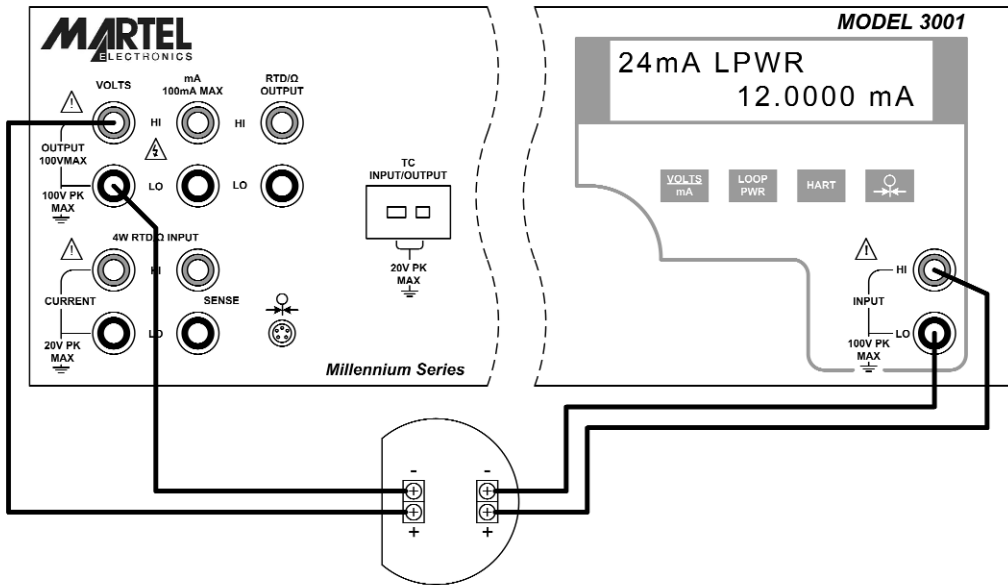 MARTEL
ELECTRONICS
MODEL 3001
24mA LPWR
12.0000 mA
VOLTS
mA
100mA MAX
RTD/Ω
OUTPUT
HI
HI
OUTPUT
100VMAX
LO
LO
100V PK
MAX
TC
INPUT/OUTPUT
20V PK
MAX
VOLTS
mA
LOOP
PWR
HART
4W RTD/Ω INPUT
HI
CURRENT
SENSE
LO
20V PK
MAX
HI
INPUT
LO
100V PK
MAX
Millennium Series
- -
+ +